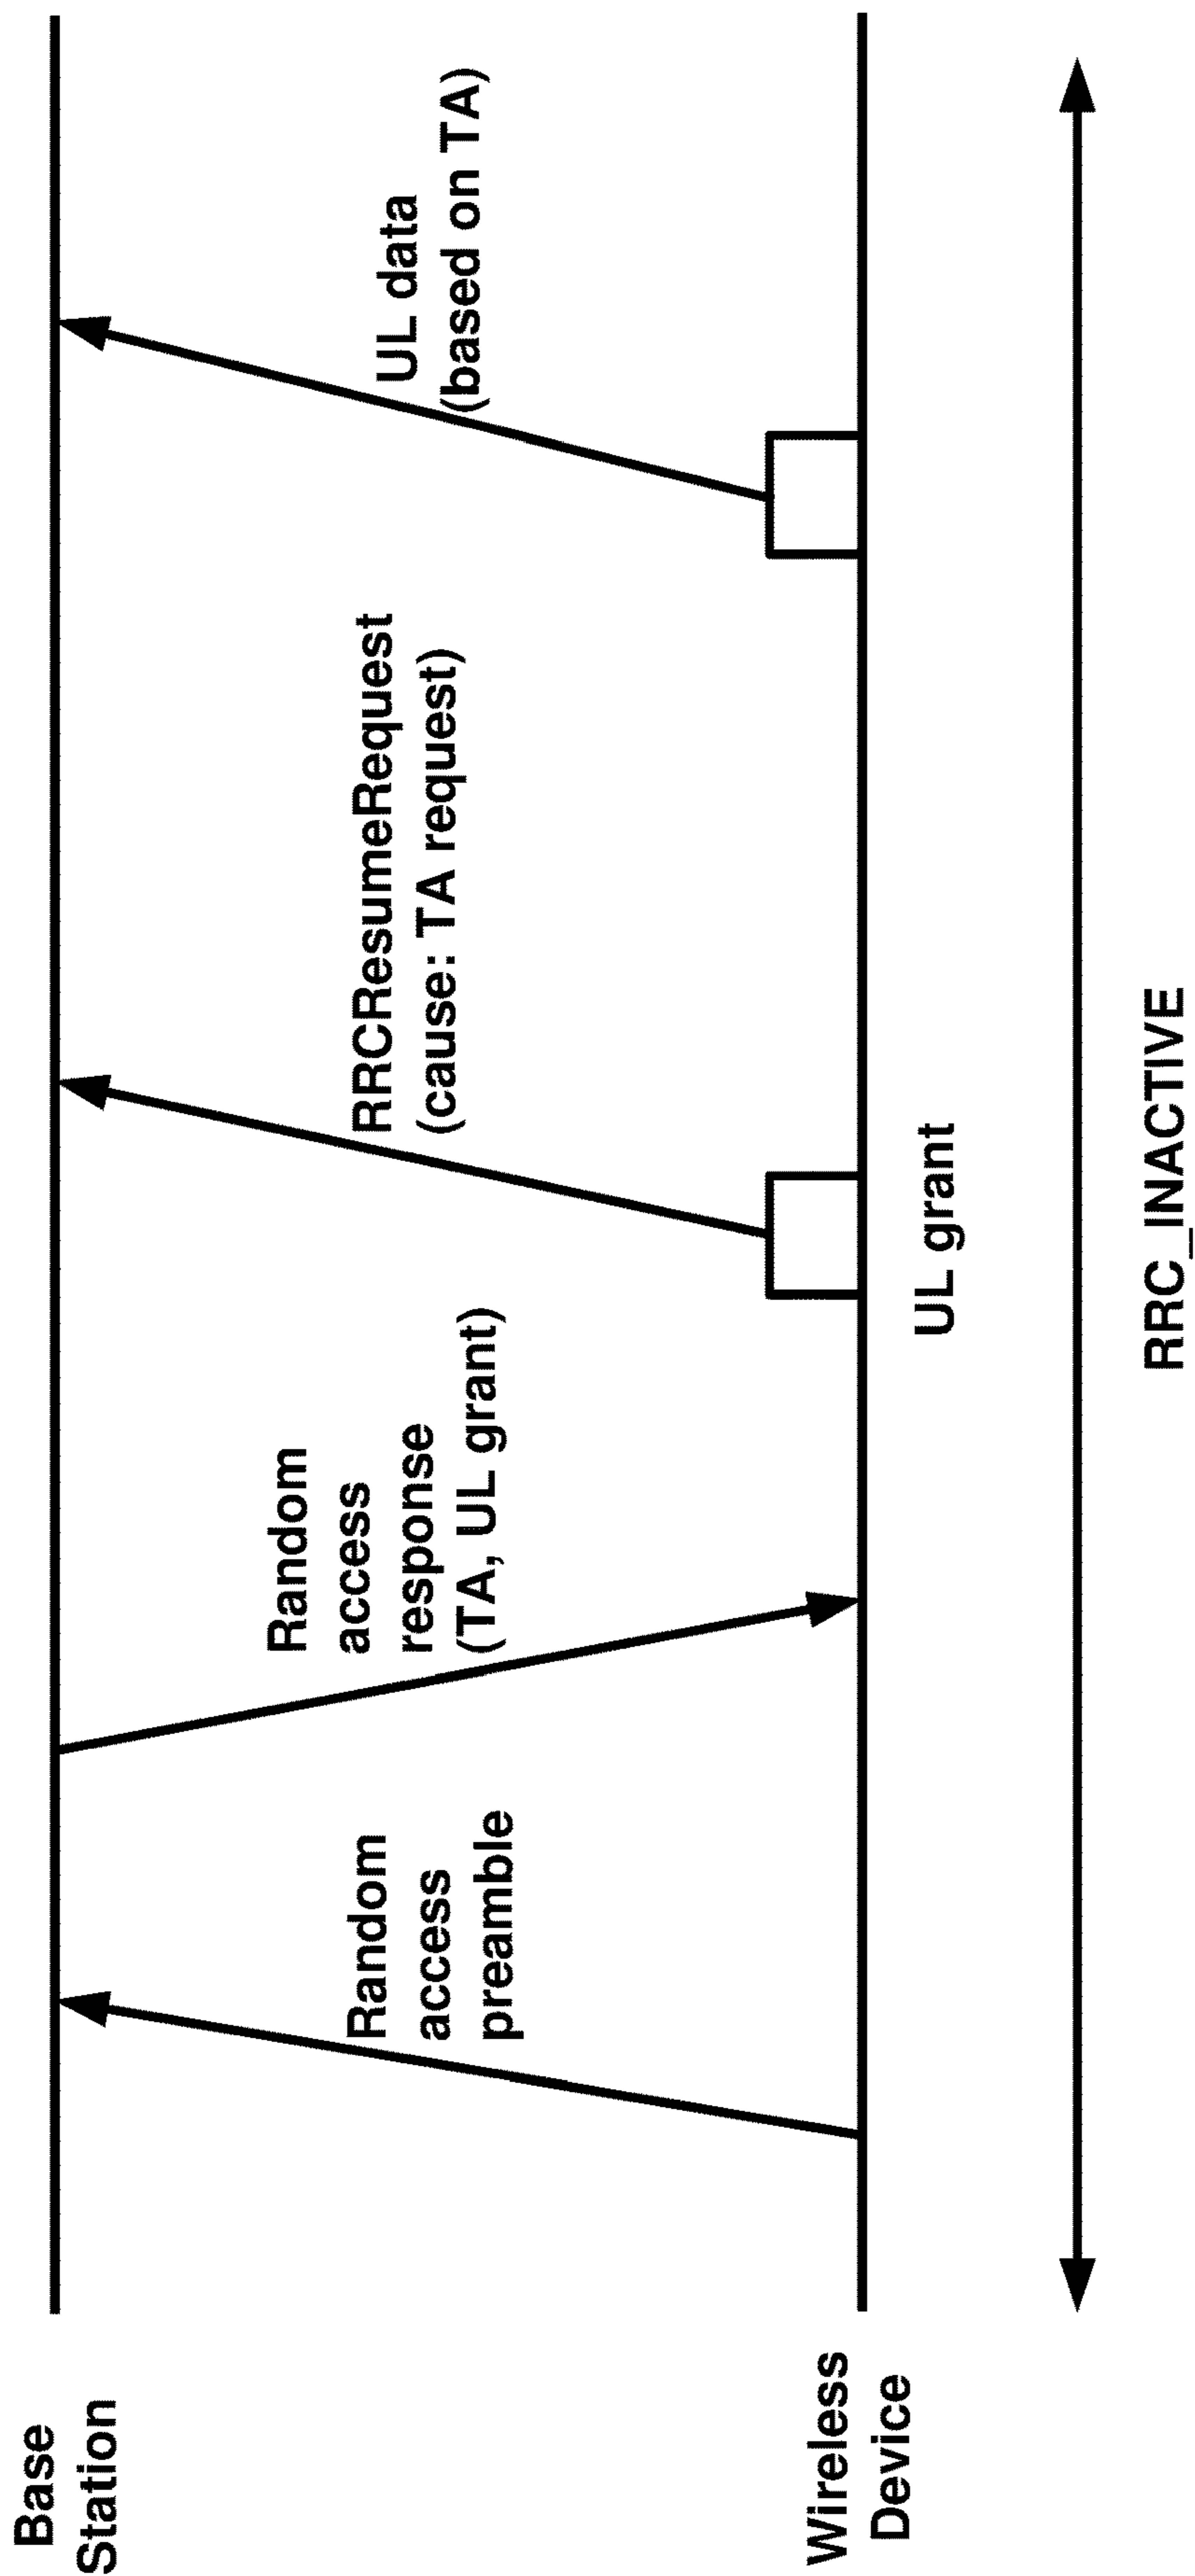 Base
Station
Random
access
preamble
Random
access
response
(TA, UL grant)
RRCResumeRequest
(cause: TA request)
UL data
(based on TA)
Wireless
Device
UL grant
RRC_INACTIVE